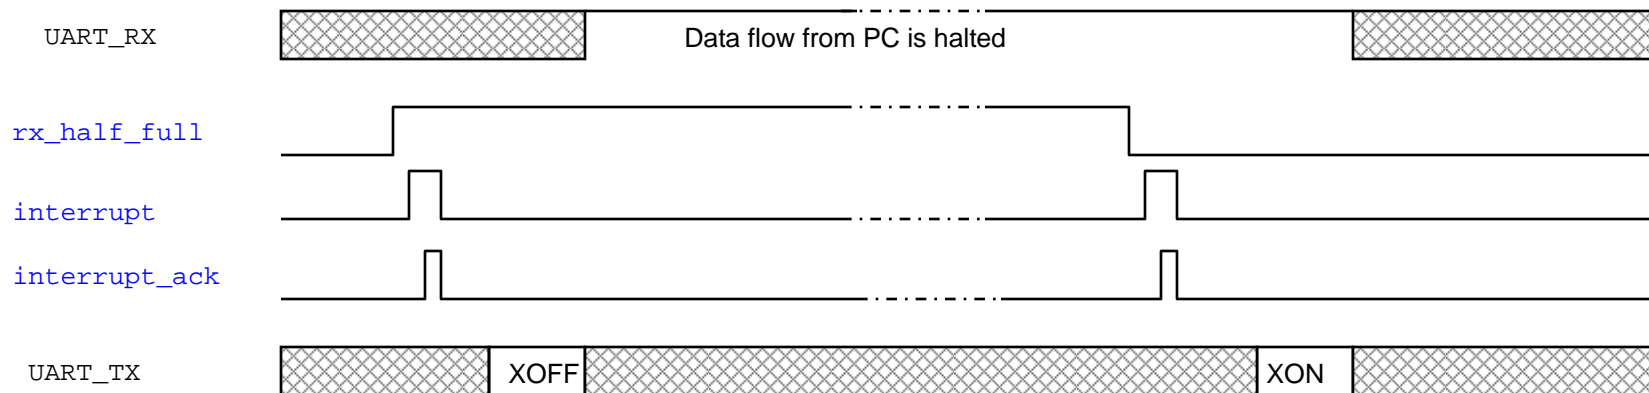 UART_RX
Data flow from PC is halted
rx_half_full
interrupt
interrupt_ack
UART_TX
XOFF
XON